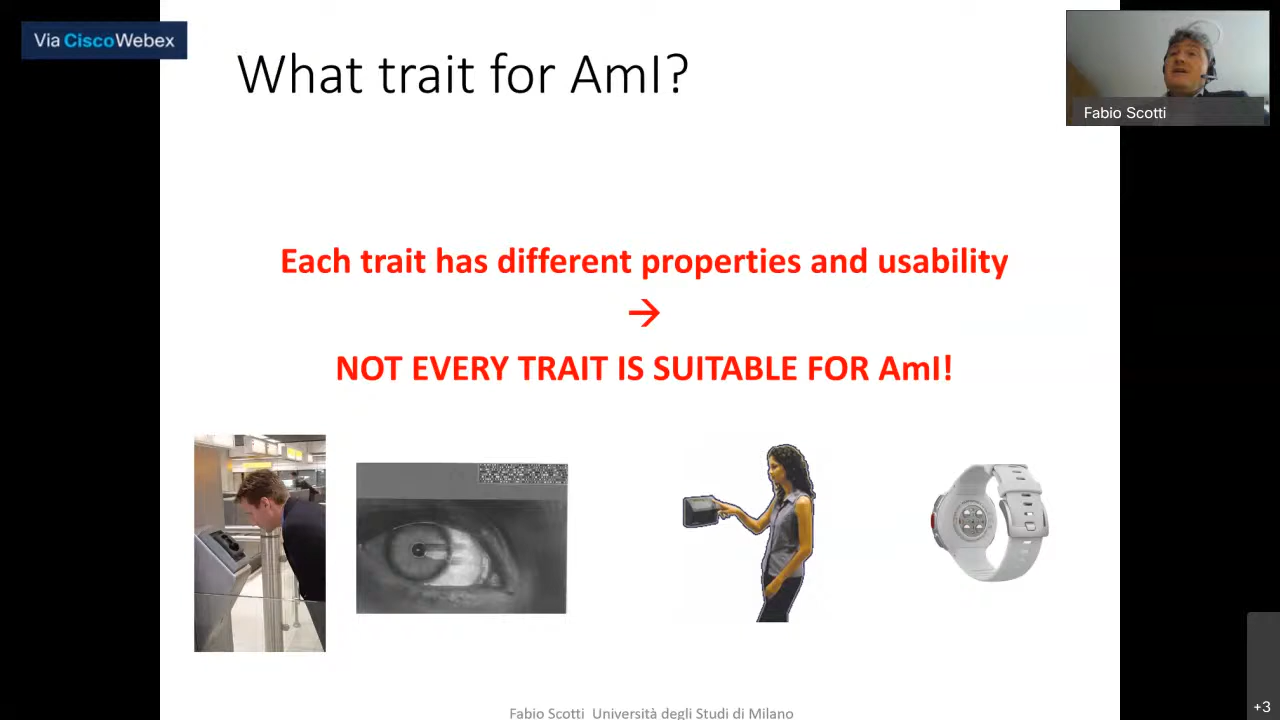 Via CiscoWebex
What trait for AmI?
Fabio Scotti
Each trait has different properties and usability
→
NOT EVERY TRAIT IS SUITABLE FOR AmI!
Fabio Scotti Università degli Studi di Milano
+3